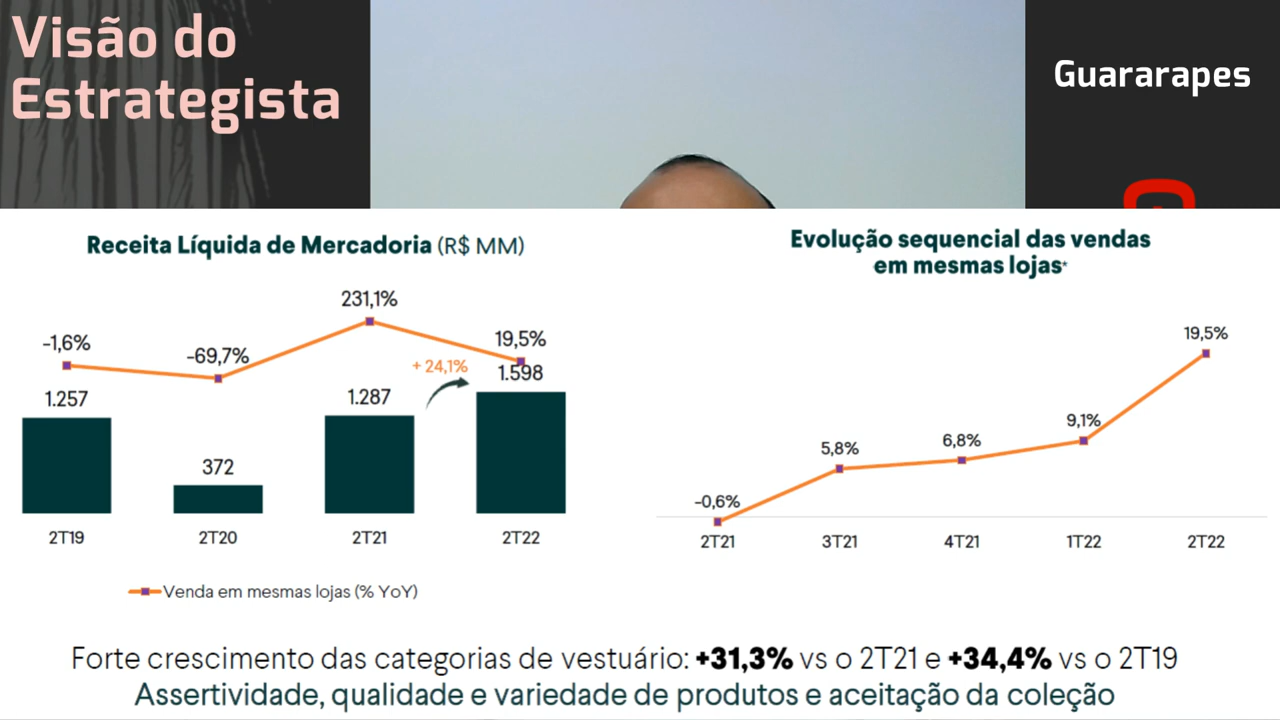 Visão do
Estrategista
Guararapes
Receita Líquida de Mercadoria (R$ MM)
-1,6%
-69,7%
231,1%
19,5%
+ 24,1%
1.257
372
1.287
1.598
2T19
2T20
2T21
2T22
Venda em mesmas lojas (% YoY)
Evolução sequencial das vendas
em mesmas lojas*
-0,6%
5,8%
6,8%
9,1%
19,5%
2T21
3T21
4T21
1T22
2T22
Forte crescimento das categorias de vestuário: +31,3% vs o 2T21 e +34,4% vs o 2T19
Assertividade, qualidade e variedade de produtos e aceitação da coleção